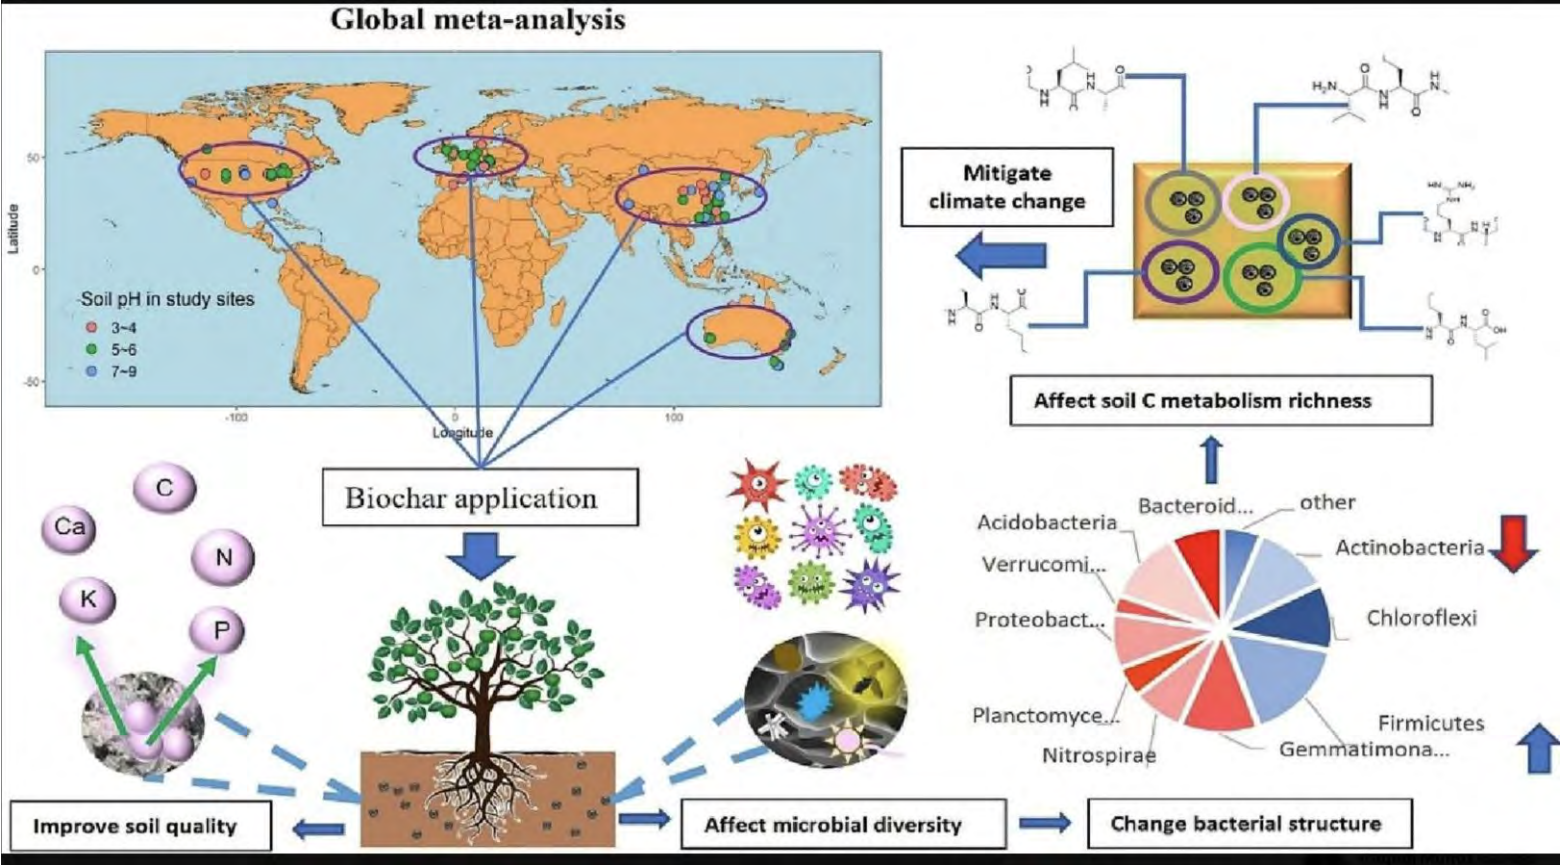 Global meta-analysis
50
0
-50
Latitude
Soil pH in study sites
3~4
5~6
7~9
-100
0
100
Longitude
Mitigate
climate change
Affect soil C metabolism richness
Biochar application
C
Ca
N
K
P
Bacteroid...
other
Acidobacteria
Actinobacteria
Verrucomi...
Proteobact...
Chloroflexi
Planctomyce...
Firmicutes
Nitrospirae
Gemmatimona...
Improve soil quality
Affect microbial diversity
Change bacterial structure